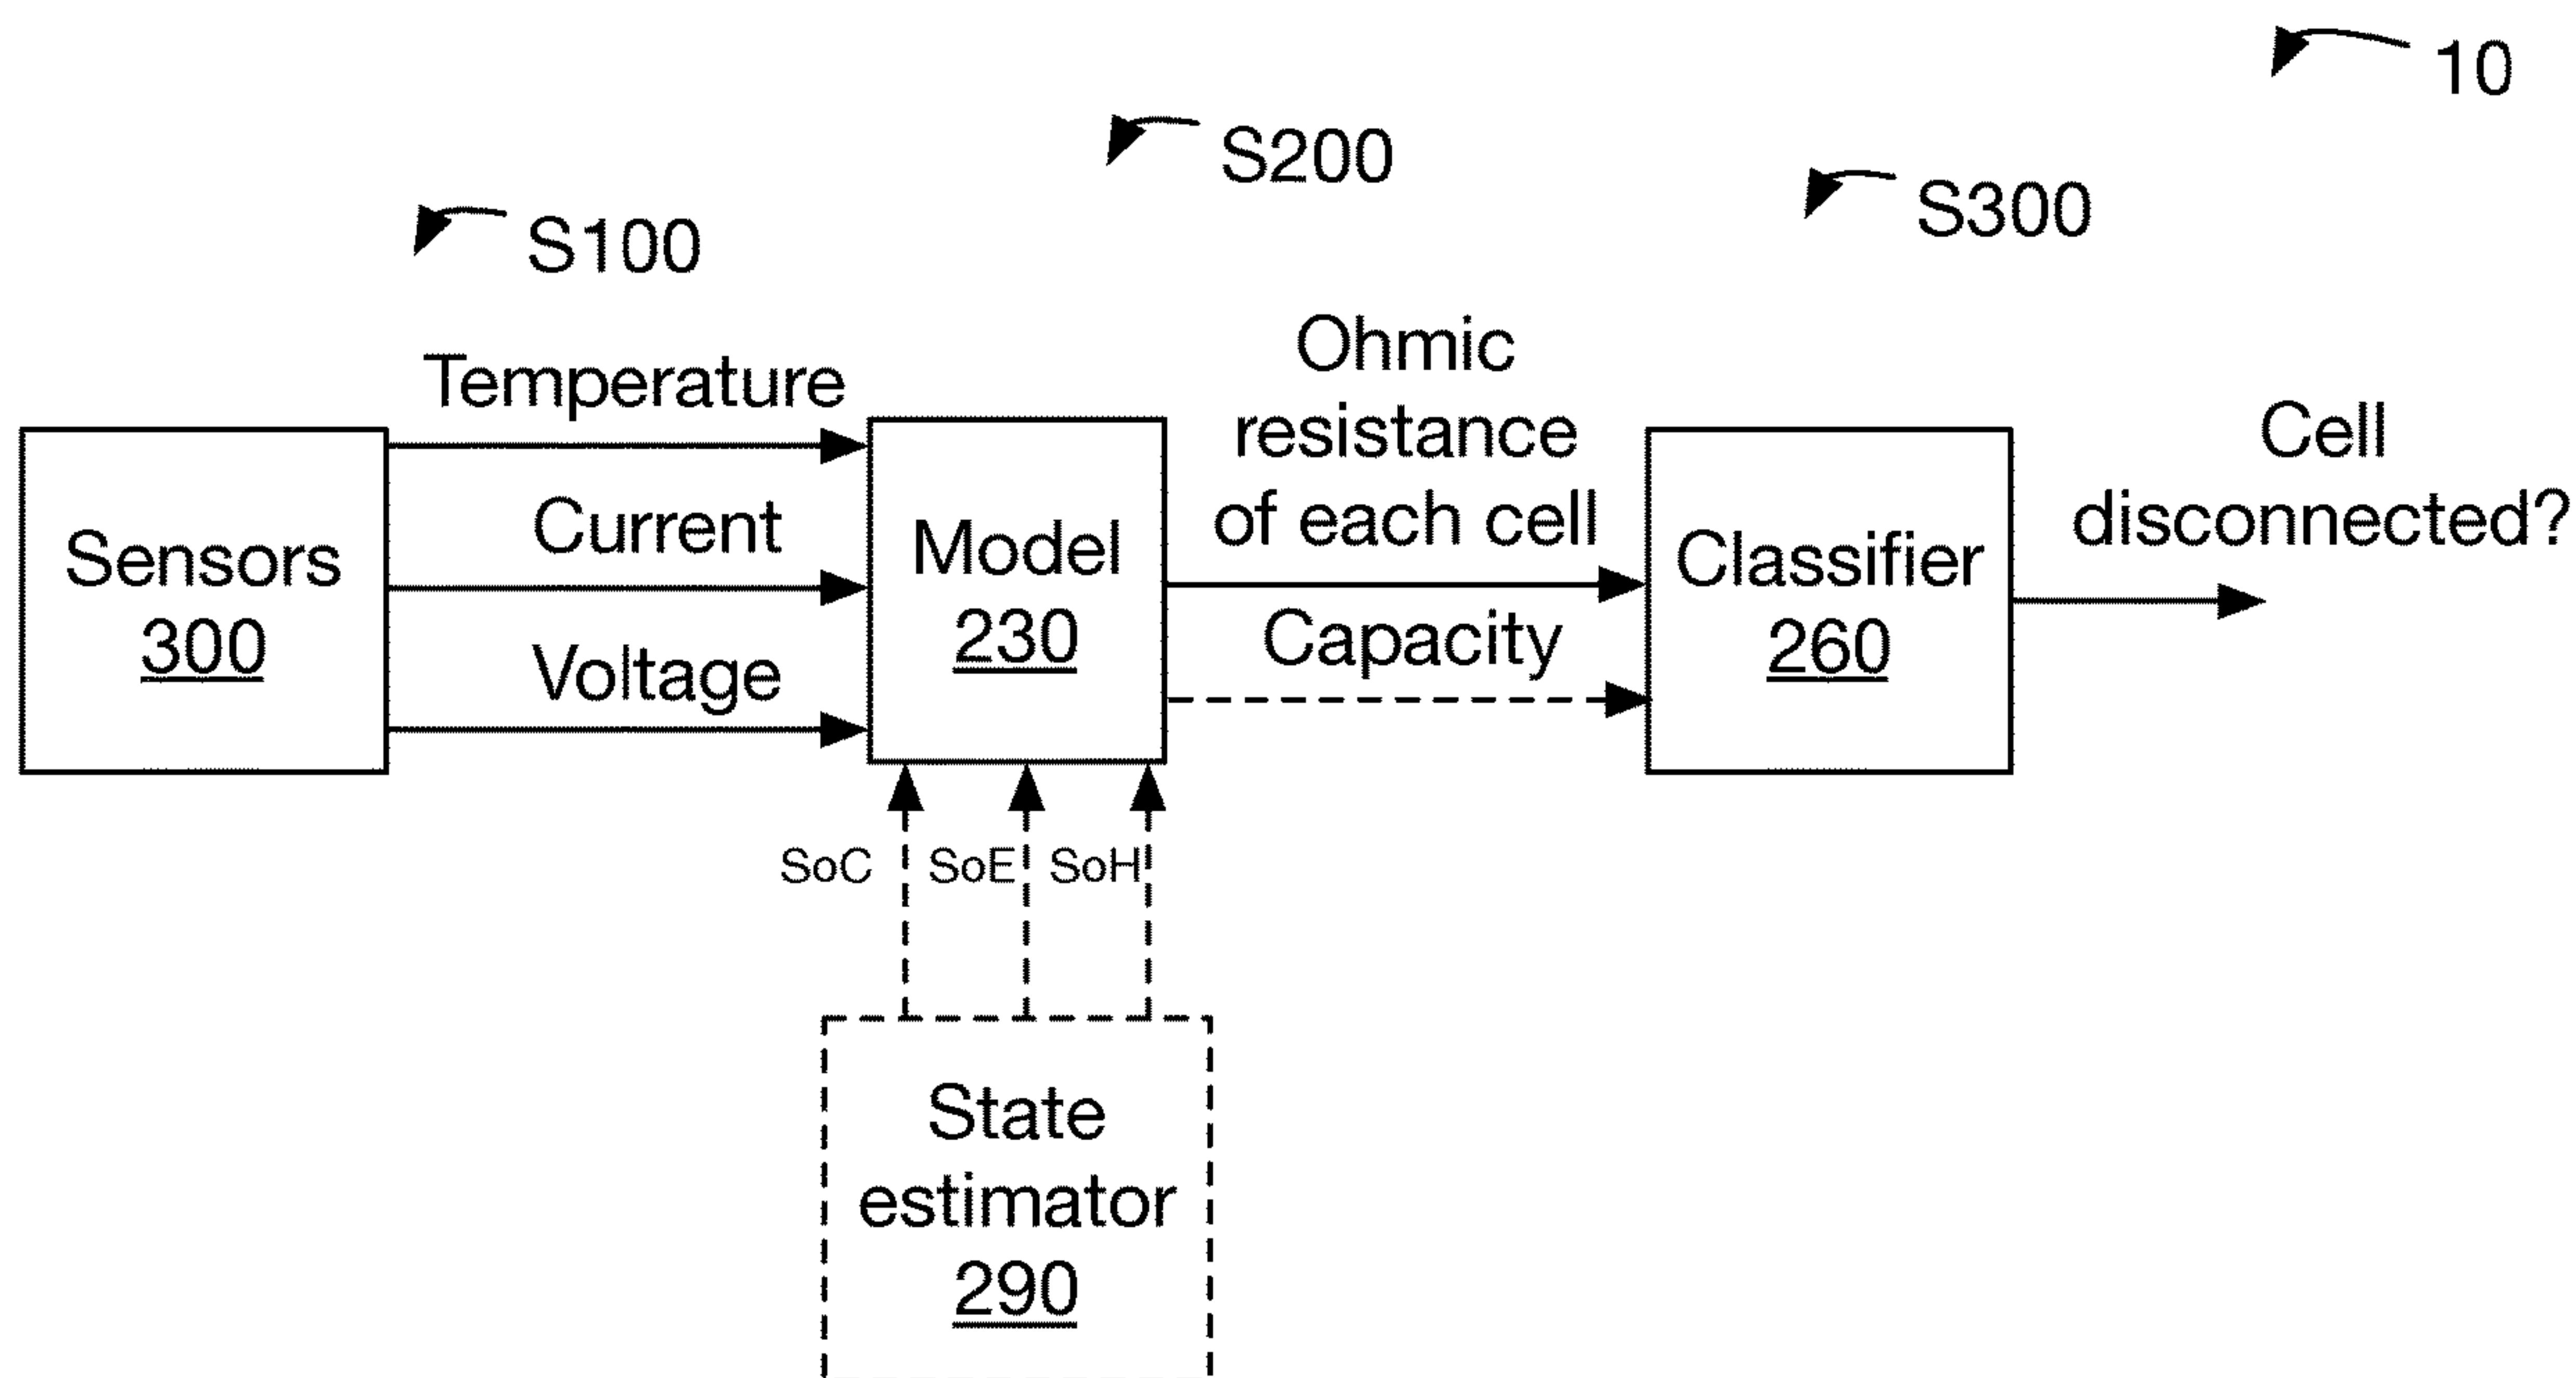 10
S200
S300
S100
Ohmic
resistance
of each cell
Temperature
Current
Voltage
Sensors
300
Model
230
Capacity
Classifier
260
Cell
disconnected?
SoC
SoE
SoH
State
estimator
290